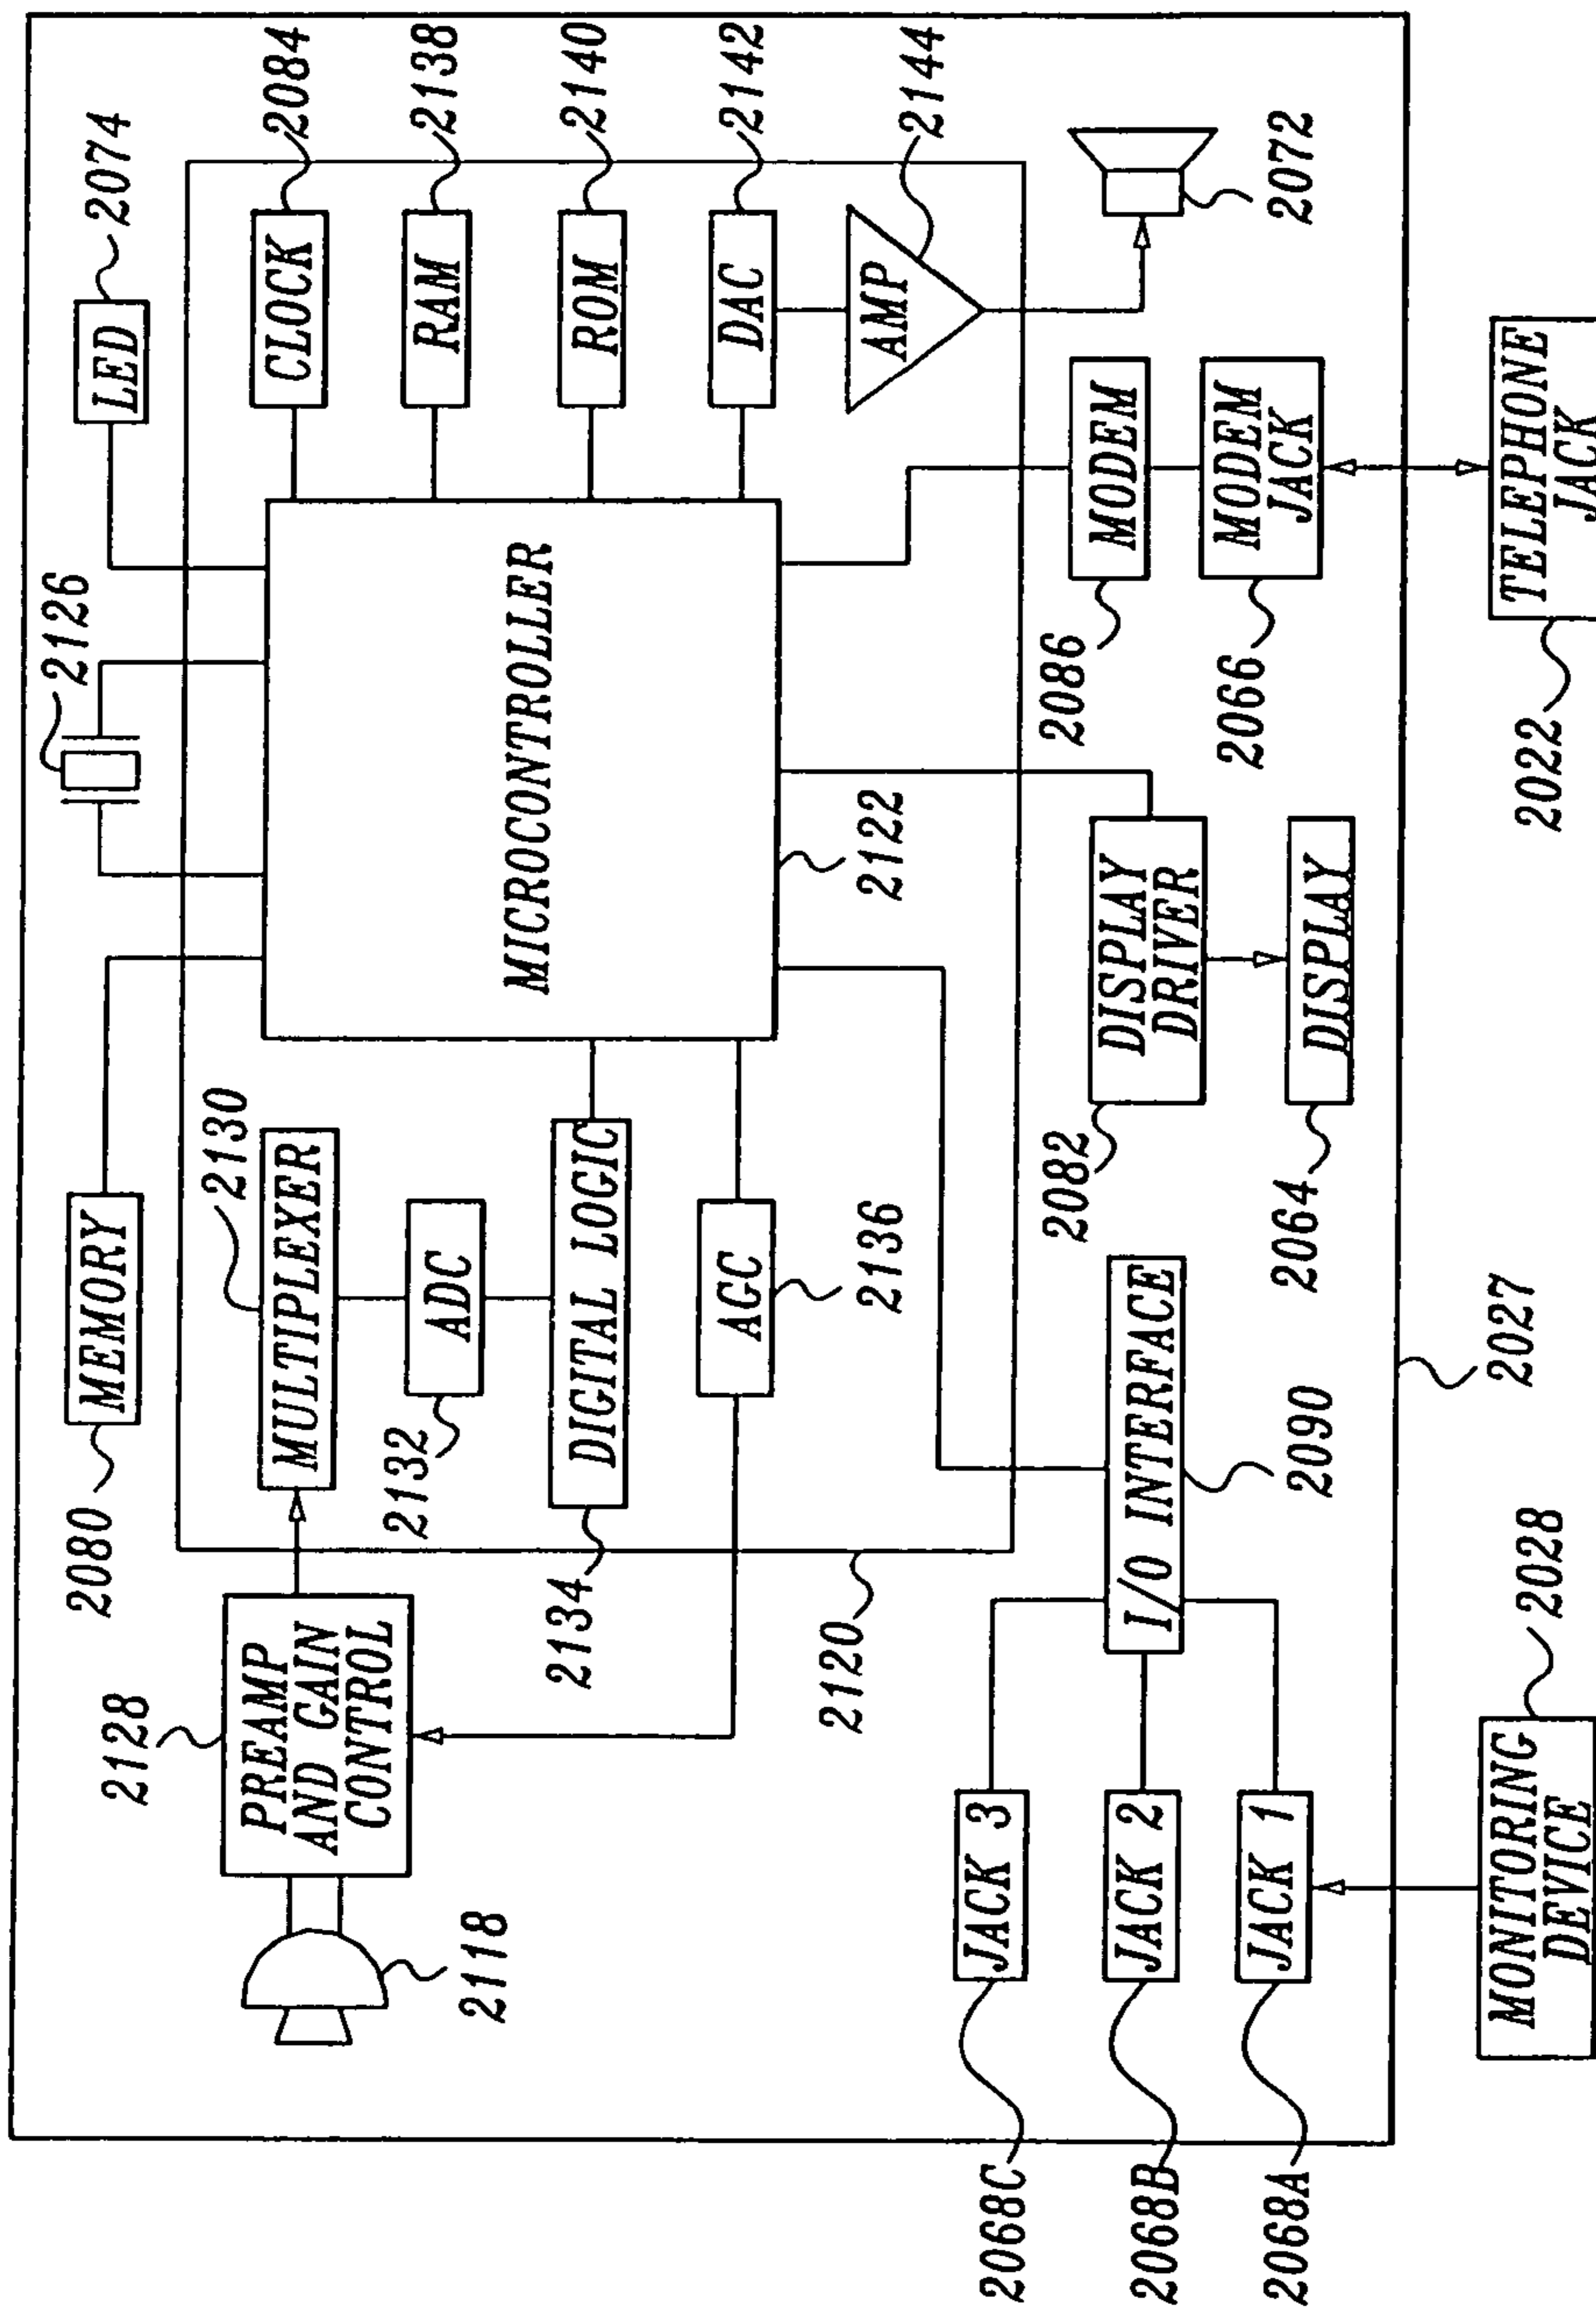 2126
2074
2080
MEMORY
LED
2084
2128
2130
2138
PREAMP
AND GAIN
CONTROL
MULTIPLEXER
CLOCK
2140
2118
2132
ADC
RAM
2142
2134
DIGITAL LOGIC
MICROCONTROLLER
ROM
2144
AGC
DAC
2120
2136
2122
AMP
2068C
JACK 3
2082
2086
MODEM
2072
2068B
JACK 2
I/O INTERFACE
DISPLAY
DRIVER
2066
MODEM
JACK
2068A
JACK 1
2090
2064
DISPLAY
2027
2028
MONITORING
DEVICE
2022
TELEPHONE
JACK